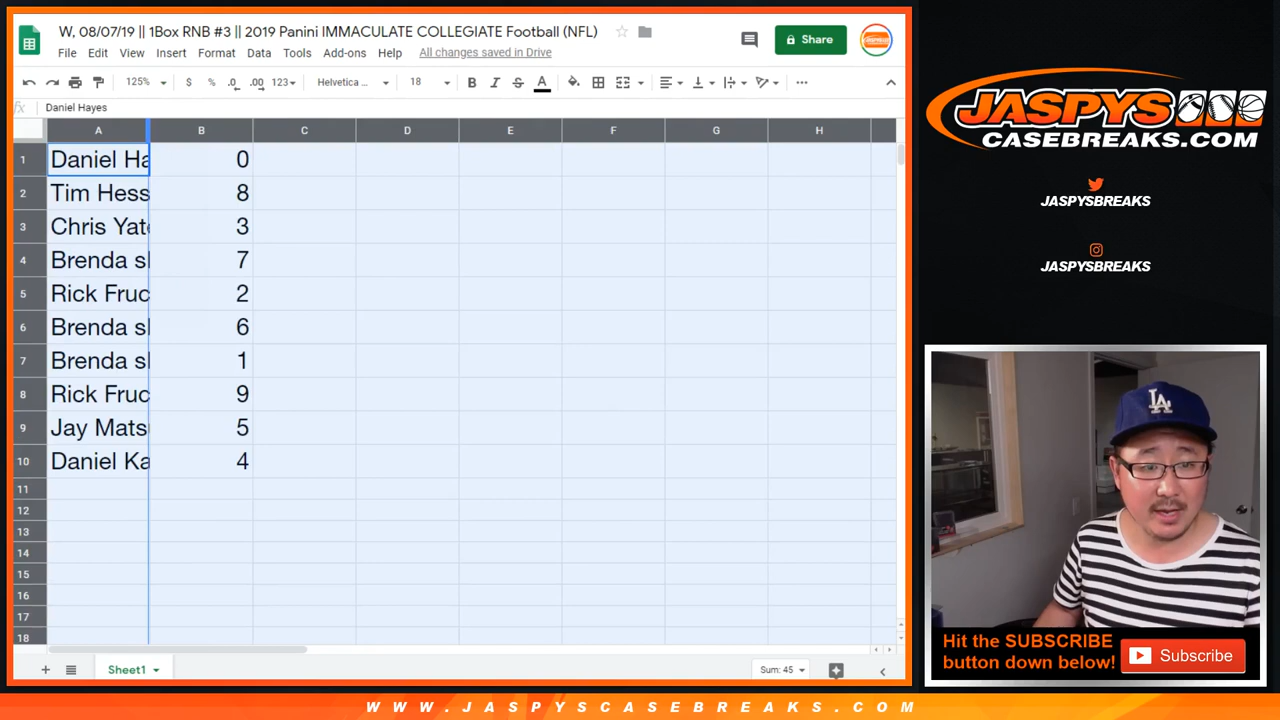 W, 08/07/19 || 1Box RNB #3 || 2019 Panini IMMACULATE COLLEGIATE Football (NFL)
File Edit View Format Data Tools Add-ons Help All changes saved in Drive
Share
125% $ % .0 .00 123 Helvetica ... 18 B I S A
fx Daniel Hayes
A B C D E F G H
1 Daniel Ha 0
2 Tim Hess 8
3 Chris Yat 3
4 Brenda s 7
5 Rick Fruc 2
6 Brenda s 6
7 Brenda s 1
8 Rick Fruc 9
9 Jay Mats 5
10 Daniel Ka 4
11
12
13
14
15
16
17
18
Sheet1
Sum: 45
JASPYS
CASEBREAKS.COM
JASPYSBREAKS
JASPYSBREAKS
LA
Hit the SUBSCRIBE
button down below!
Subscribe
WWW.JASPYSCASEBREAKS.COM